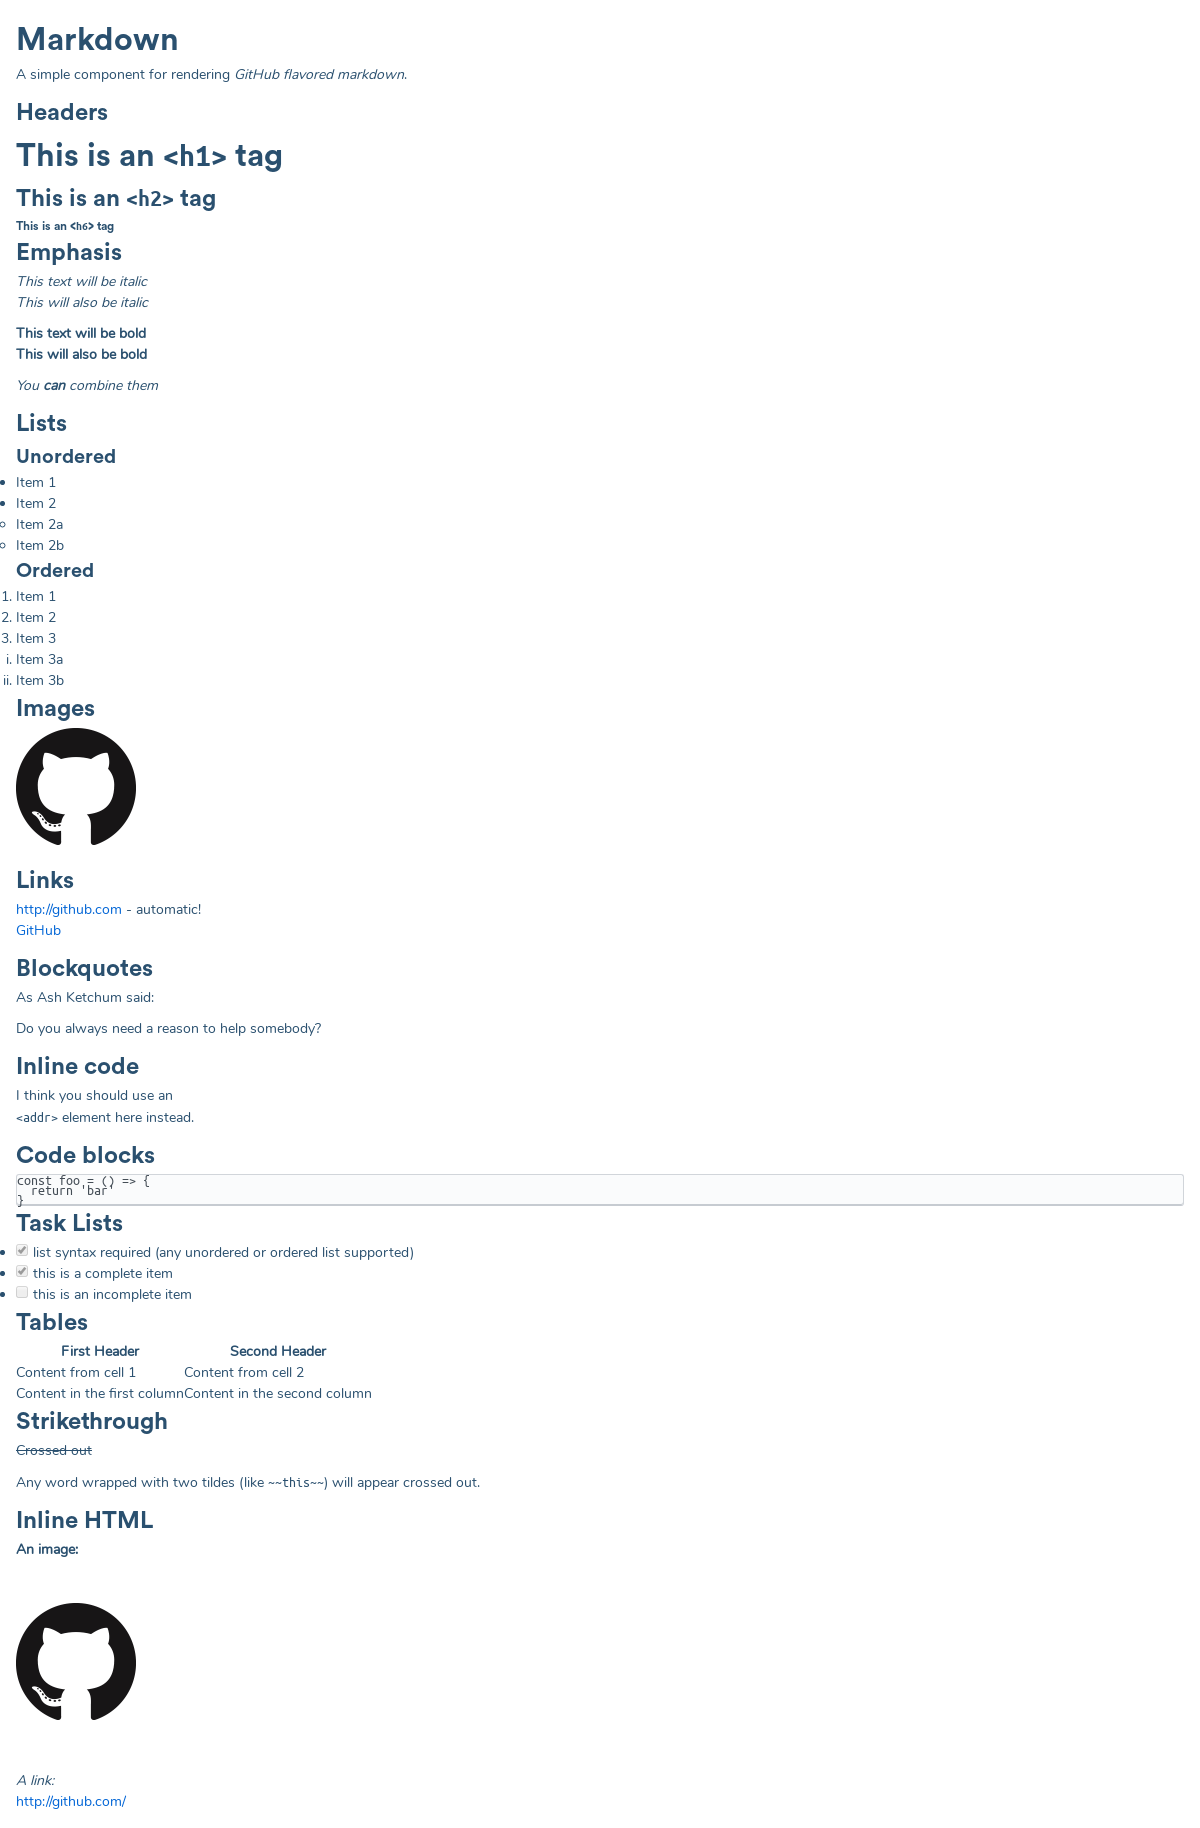 Markdown
A simple component for rendering GitHub flavored markdown.
Headers
This is an <h1> tag
This is an <h2> tag
This is an <h6> tag
Emphasis
This text will be italic
This will also be italic
This text will be bold
This will also be bold
You can combine them
Lists
Unordered
Item 1
Item 2
Item 2a
Item 2b
Ordered
1. Item 1
2. Item 2
3. Item 3
i. Item 3a
ii. Item 3b
Images
Links
http://github.com - automatic!
GitHub
Blockquotes
As Ash Ketchum said:
Do you always need a reason to help somebody?
Inline code
I think you should use an
<addr> element here instead.
Code blocks
const foo = () => {
  return 'bar'
}
Task Lists
list syntax required (any unordered or ordered list supported)
this is a complete item
this is an incomplete item
Tables
First Header Second Header
Content from cell 1 Content from cell 2
Content in the first column Content in the second column
Strikethrough
Crossed out
Any word wrapped with two tildes (like ~~this~~) will appear crossed out.
Inline HTML
An image:
A link:
http://github.com/